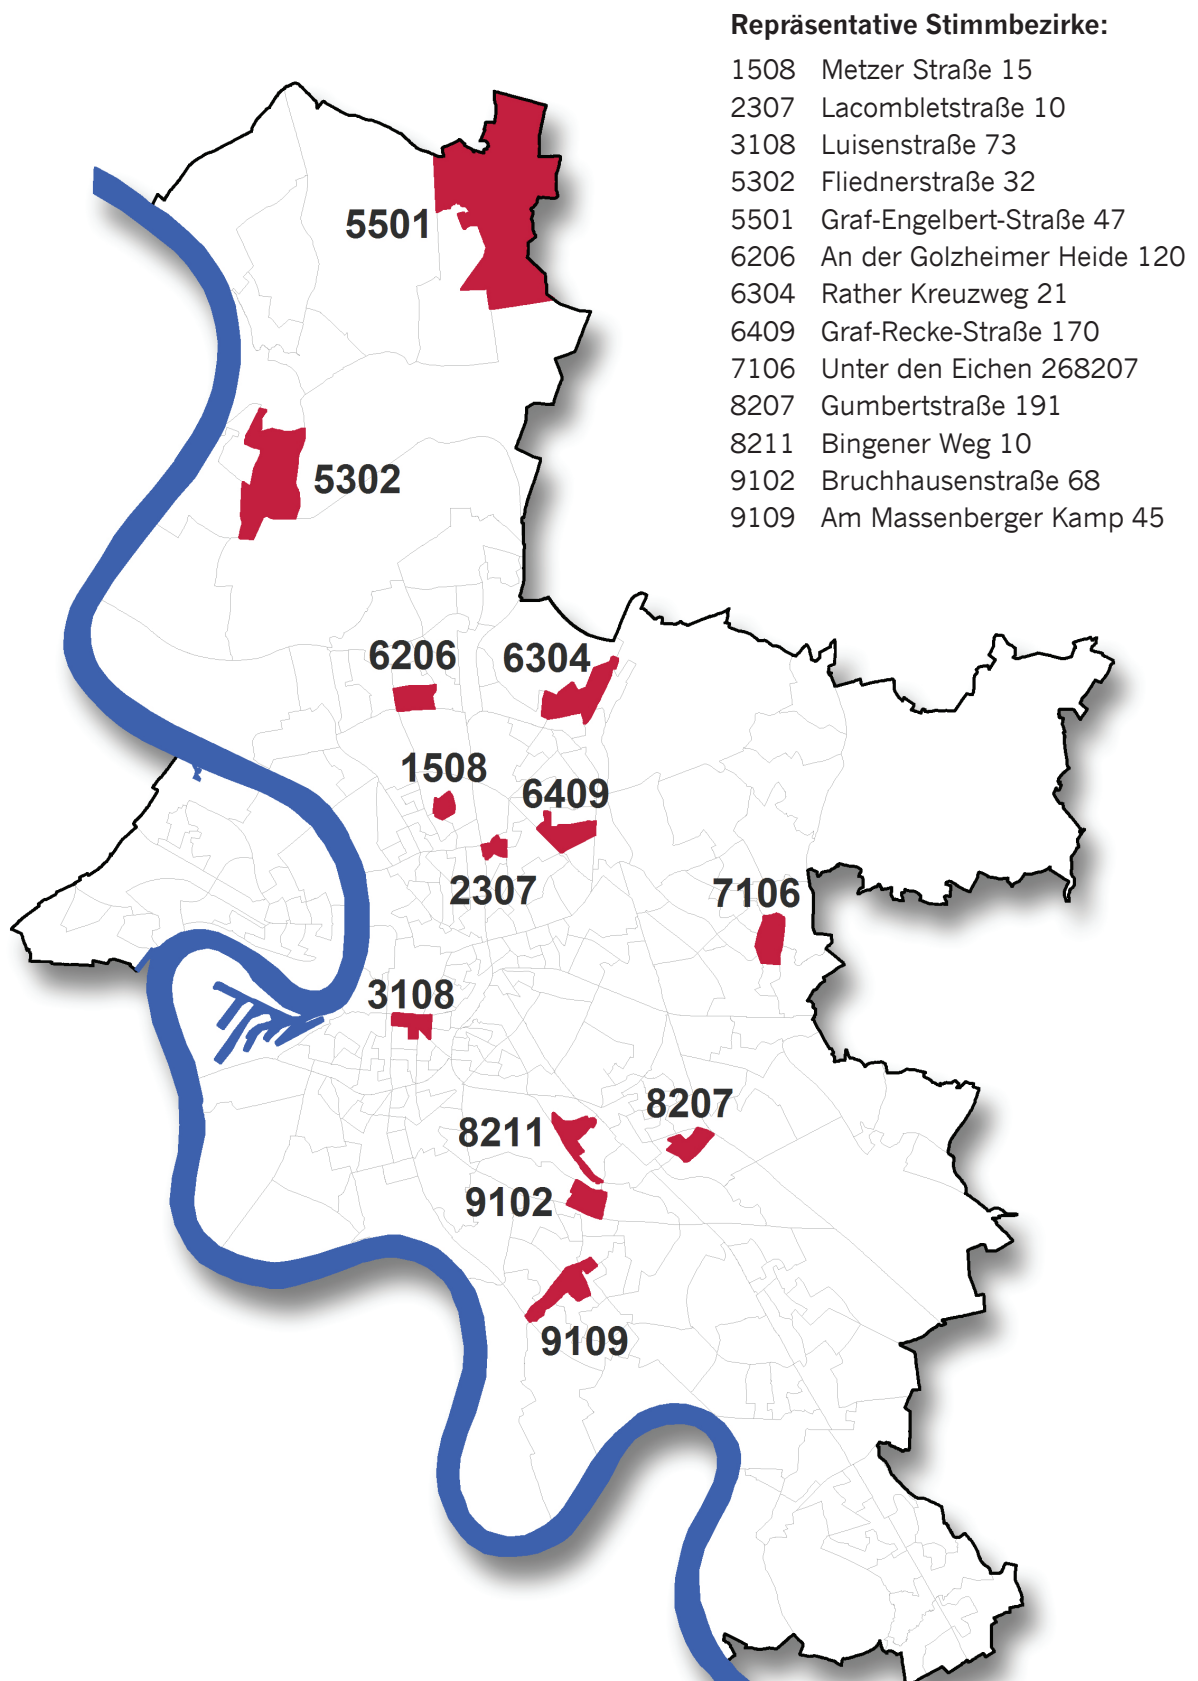 Repräsentative Stimmbezirke:
1508 Metzer Straße 15
2307 Lacombletstraße 10
3108 Luisenstraße 73
5302 Fliednerstraße 32
5501 Graf-Engelbert-Straße 47
6206 An der Golzheimer Heide 120
6304 Rather Kreuzweg 21
6409 Graf-Recke-Straße 170
7106 Unter den Eichen 268207
8207 Gumbertstraße 191
8211 Bingener Weg 10
9102 Bruchhausenstraße 68
9109 Am Massenberger Kamp 45
5501
5302
6206
6304
1508
6409
2307
7106
3108
8207
8211
9102
9109